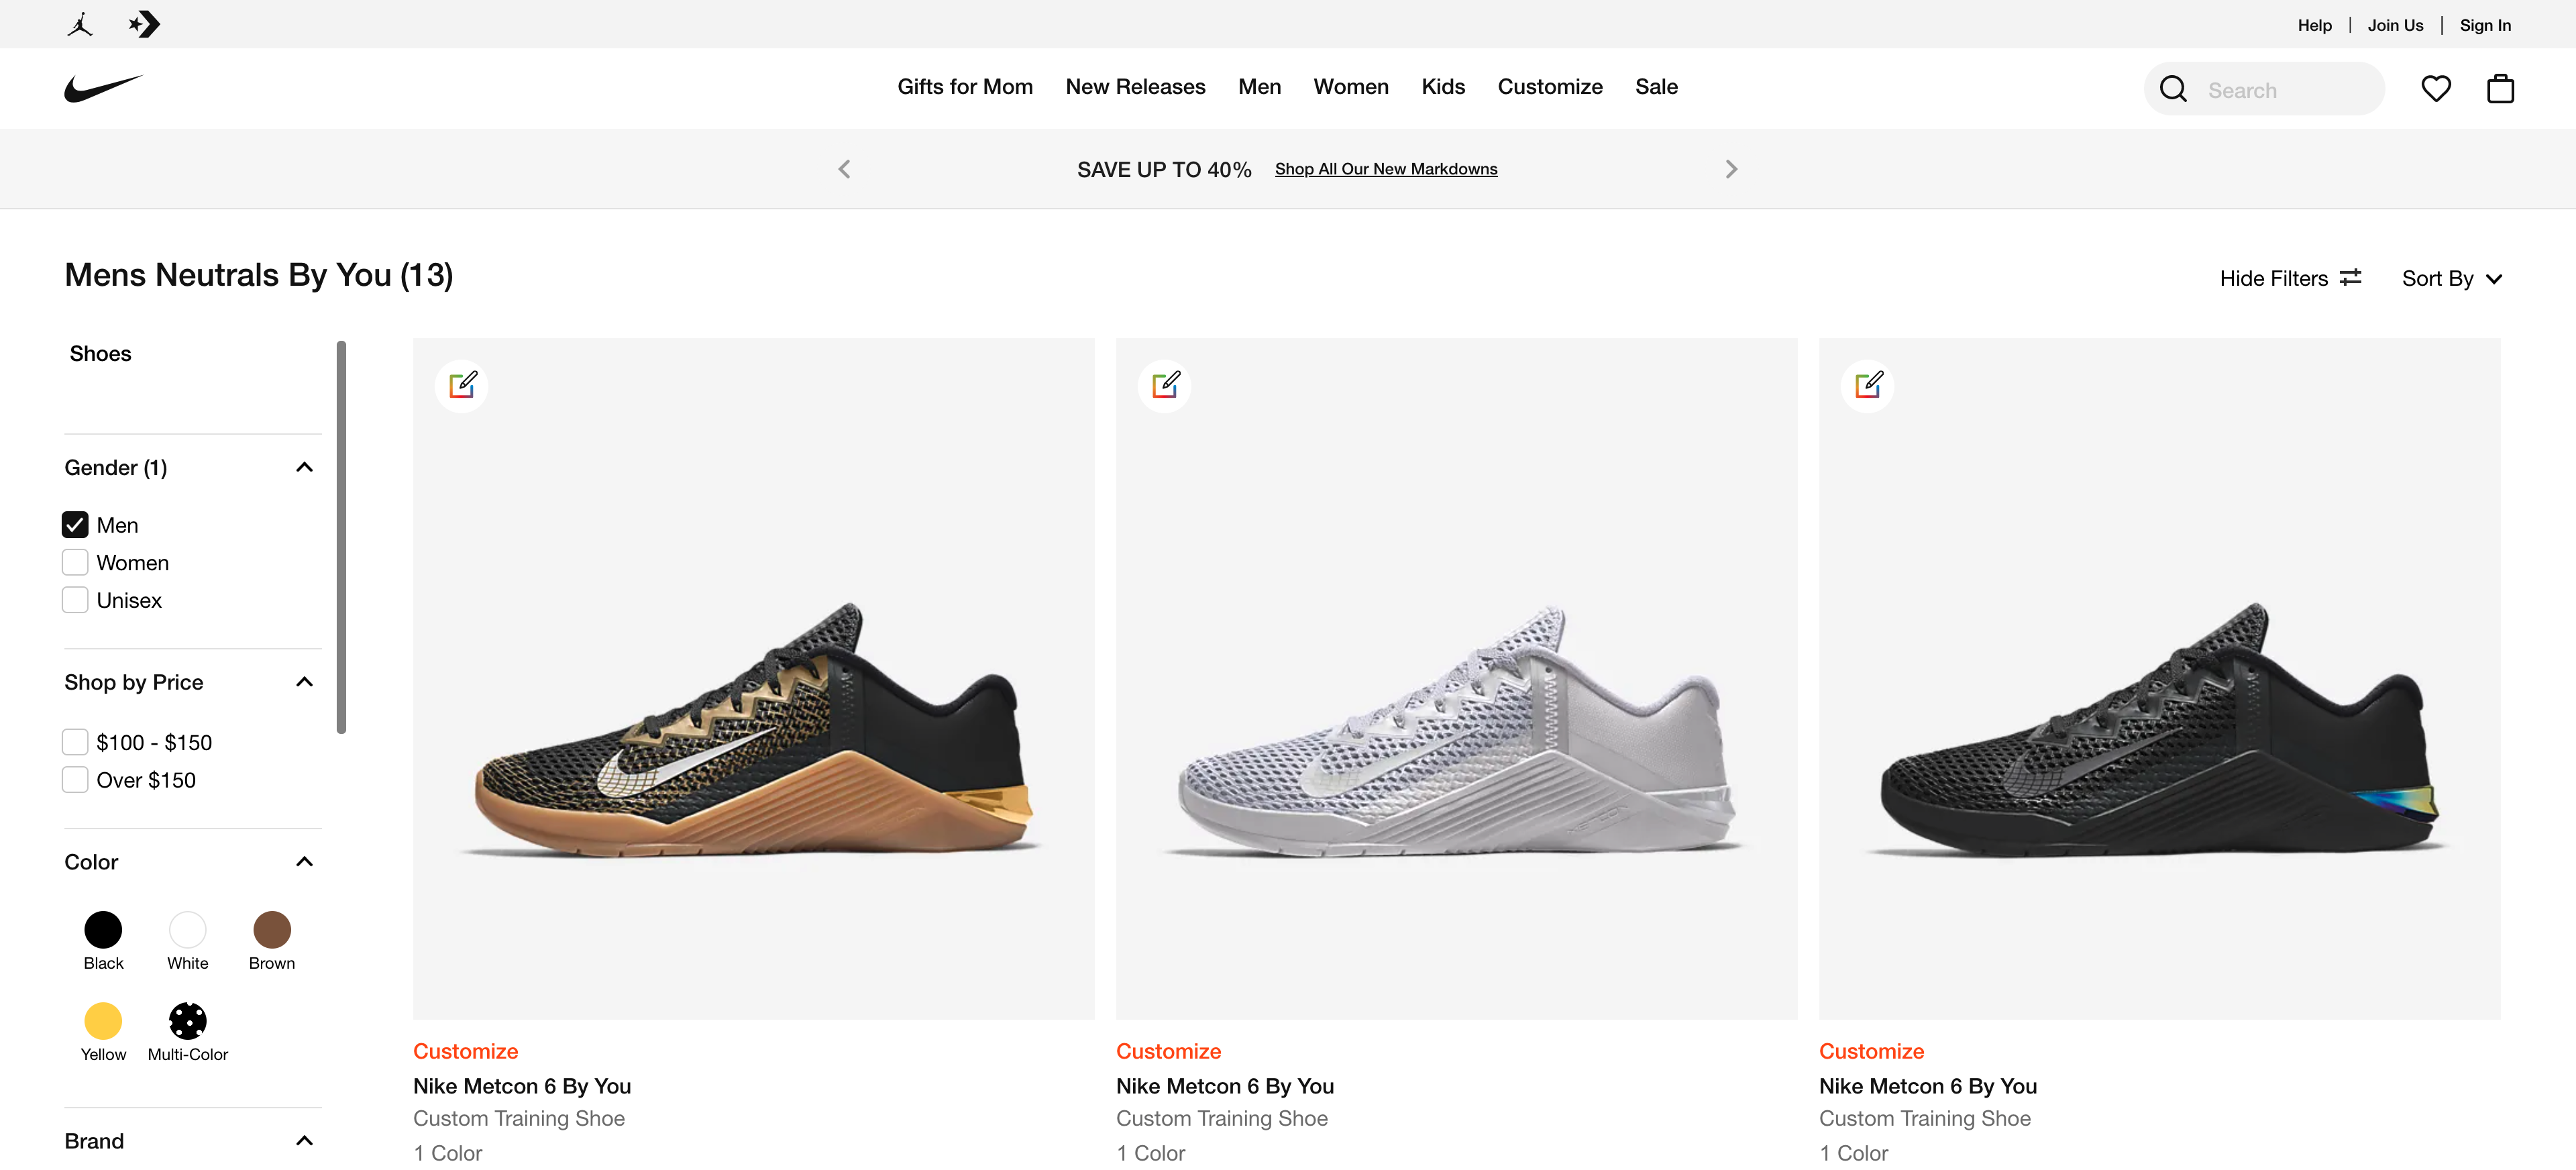 Help | Join Us | Sign In
Gifts for Mom New Releases Men Women Kids Customize Sale
Search
SAVE UP TO 40% Shop All Our New Markdowns
Mens Neutrals By You (13)
Hide Filters Sort By
Shoes
Gender (1)
Men
Women
Unisex
Shop by Price
$100 - $150
Over $150
Color
Black White Brown
Yellow Multi-Color
Brand
Customize
Nike Metcon 6 By You
Custom Training Shoe
1 Color
Customize
Nike Metcon 6 By You
Custom Training Shoe
1 Color
Customize
Nike Metcon 6 By You
Custom Training Shoe
1 Color